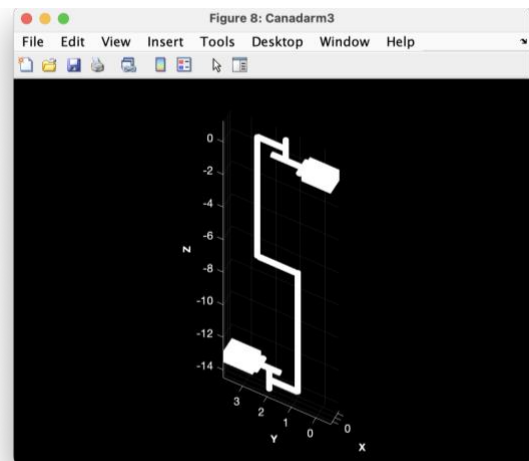 Figure 8: Canadarm3
File Edit View Insert Tools Desktop Window Help
0
-2
-4
-6
Z
-8
-10
-12
-14
3
2
1
0
0
Y
X